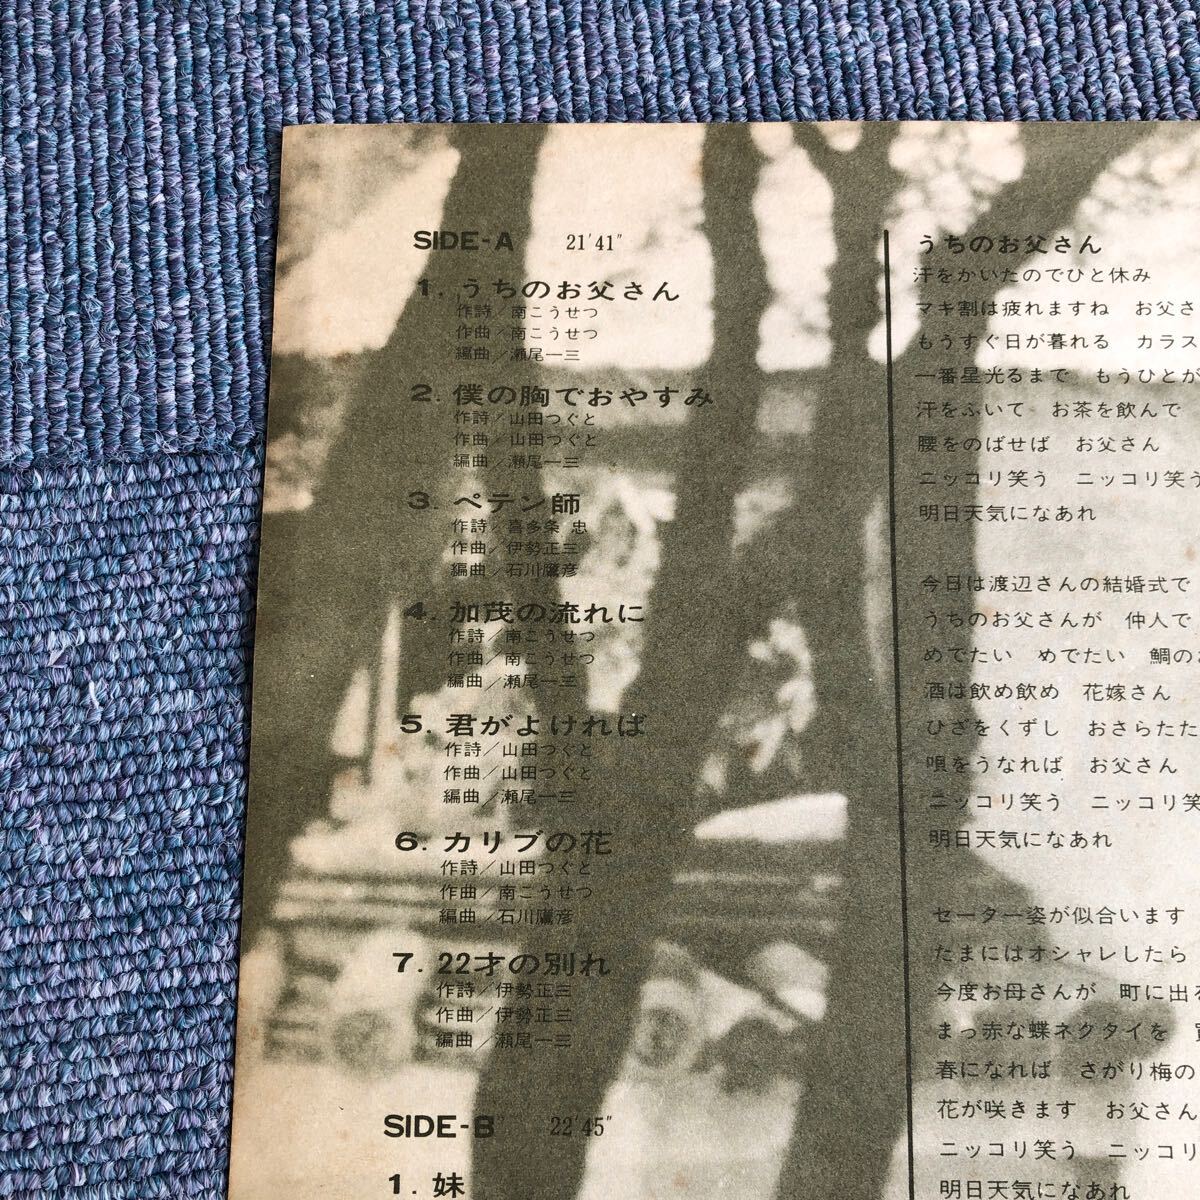 SIDE-A 21'41"
1. うちのお父さん
作詩／南こうせつ
作曲／南こうせつ
編曲／瀬尾一三
2. 僕の胸でおやすみ
作詩／山田つぐと
作曲／山田つぐと
編曲／瀬尾一三
3. ペテン師
作詩／喜多条 忠
作曲／伊勢正三
編曲／石川鷹彦
4. 加茂の流れに
作詩／南こうせつ
作曲／南こうせつ
編曲／瀬尾一三
5. 君がよければ
作詩／山田つぐと
作曲／山田つぐと
編曲／瀬尾一三
6. カリブの花
作詩／山田つぐと
作曲／南こうせつ
編曲／石川鷹彦
7. 22才の別れ
作詩／伊勢正三
作曲／伊勢正三
編曲／瀬尾一三
SIDE-B 22'45"
1. 妹
うちのお父さん
汗をかいたのでひと休み
マキ割は疲れますね お父さ
もうすぐ日が暮れる カラス
一番星光るまで もうひとが
汗をふいて お茶を飲んで
腰をのばせば お父さん
ニッコリ笑う ニッコリ笑う
明日天気になあれ
今日は渡辺さんの結婚式で
うちのお父さんが 仲人で
めでたい めでたい 鯛の
酒は飲め飲め 花嫁さん
ひざをくずし おさらたた
唄をうなれば お父さん
ニッコリ笑う ニッコリ笑
明日天気になあれ
セーター姿が似合います
たまにはオシャレしたら
今度お母さんが 町に出る
まっ赤な蝶ネクタイを
春になれば さがり梅の
花が咲きます お父さん
ニッコリ笑う ニッコリ
明日天気になあれ